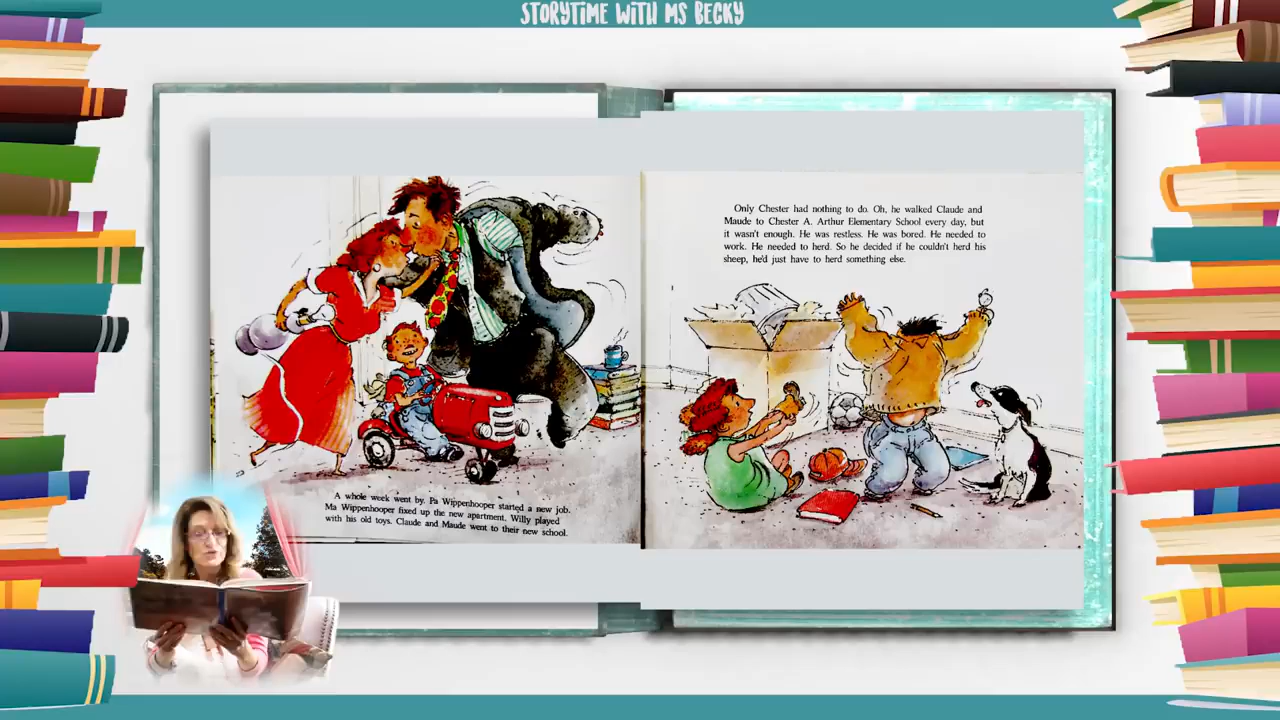 STORYTIME WITH MS BECKY
A whole week went by. Pa Wippenhooper started a new job.
Ma Wippenhooper fixed up the new apartment. Willy played
with his old toys. Claude and Maude went to their new school.
Only Chester had nothing to do. Oh, he walked Claude and
Maude to Chester A. Arthur Elementary School every day, but
it wasn't enough. He was restless. He was bored. He needed to
work. He needed to herd. So he decided if he couldn't herd his
sheep, he'd just have to herd something else.